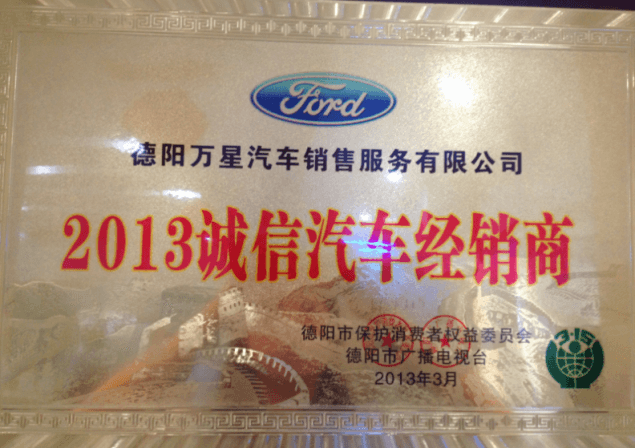 Ford
德阳万星汽车销售服务有限公司
2013诚信汽车经销商
德阳市保护消费者权益委员会
德阳市广播电视台
2013年3月
3·15